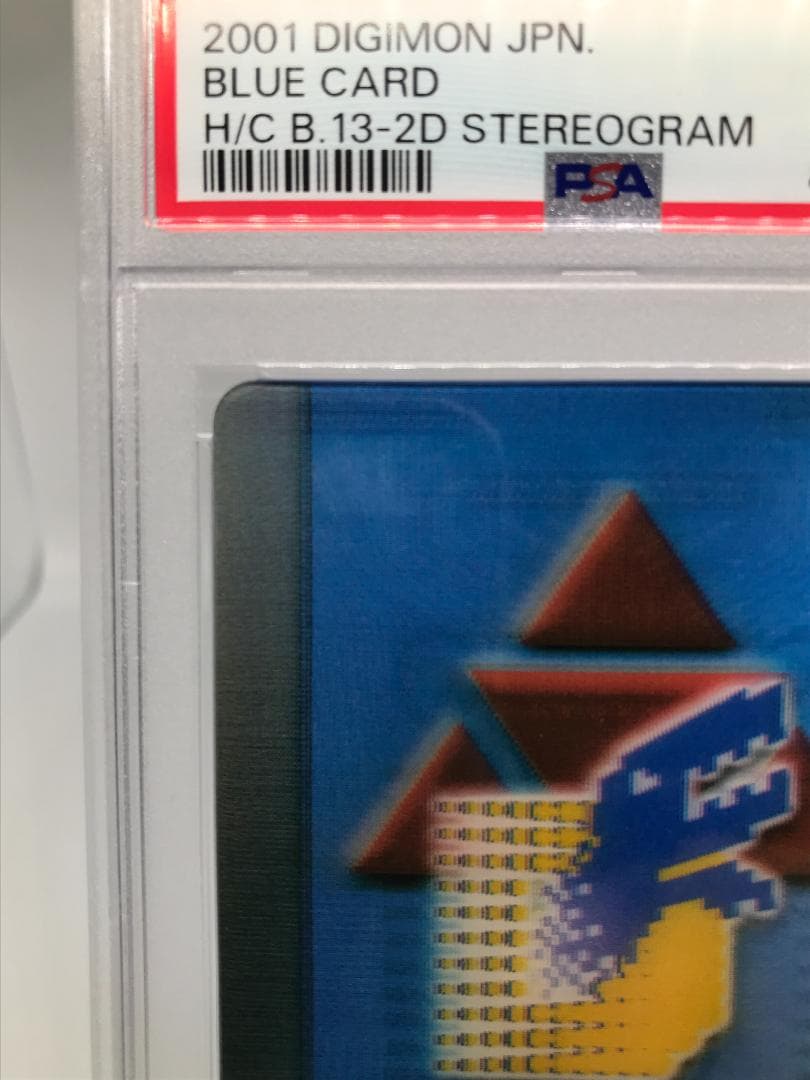 2001 DIGIMON JPN.
BLUE CARD
H/C B.13-2D STEREOGRAM
PSA